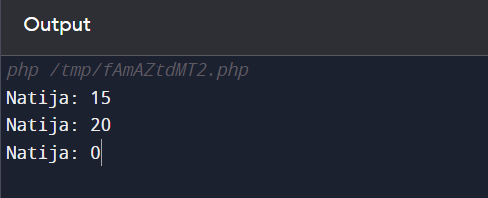 Output
php /tmp/fAmAZtdMT2.php
Natija: 15
Natija: 20
Natija: 0